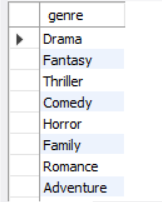 genre
Drama
Fantasy
Thriller
Comedy
Horror
Family
Romance
Adventure